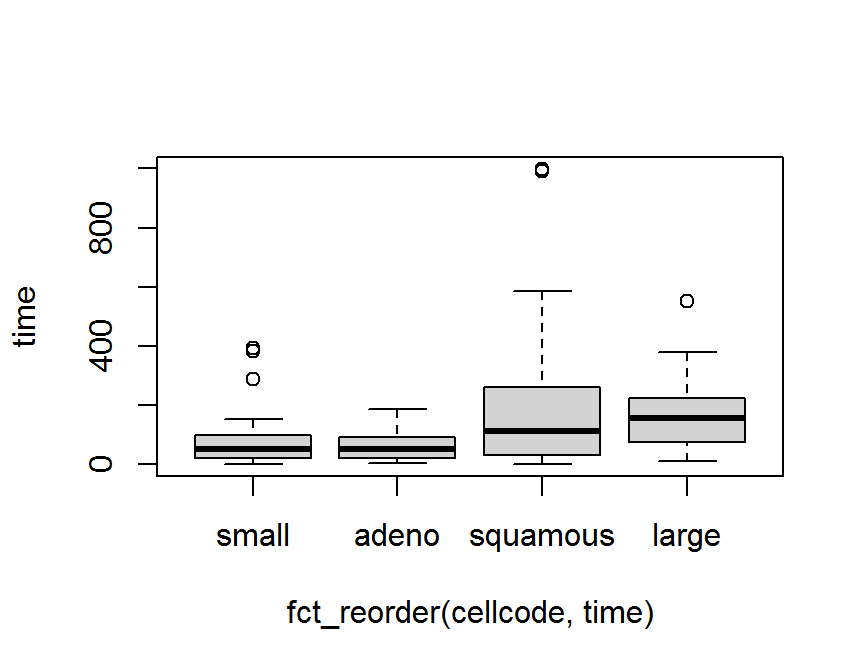 time
800
400
0
small adeno squamous large
fct_reorder(cellcode, time)